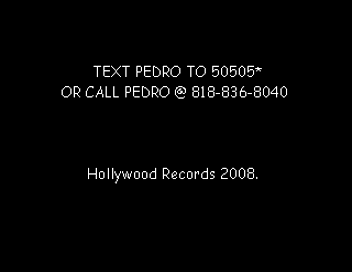 TEXT PEDRO TO 50505*
OR CALL PEDRO @ 818-836-8040
Hollywood Records 2008.